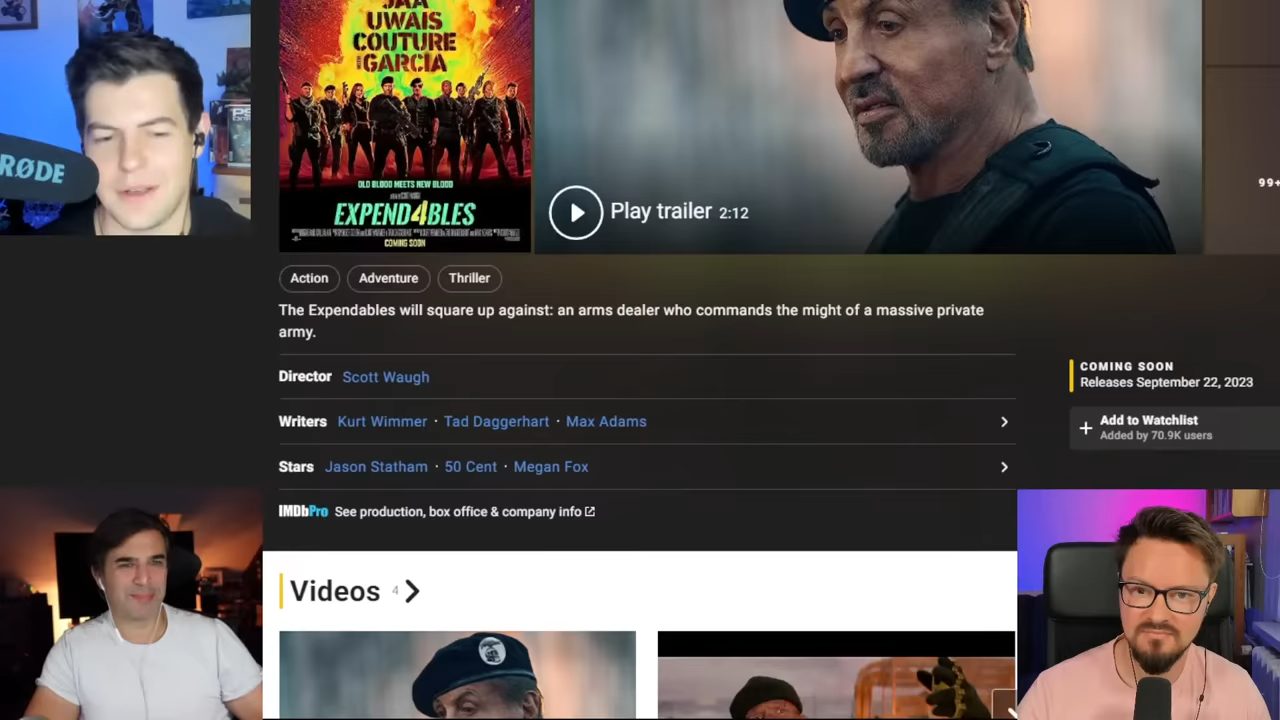 JAA
UWAIS
COUTURE
GARCIA
OLD BLOOD MEETS NEW BLOOD
EXPEND4BLES
COMING SOON
RØDE
Play trailer 2:12
99+
Action
Adventure
Thriller
The Expendables will square up against: an arms dealer who commands the might of a massive private
army.
Director Scott Waugh
Writers Kurt Wimmer · Tad Daggerhart · Max Adams
Stars Jason Statham · 50 Cent · Megan Fox
IMDbPro See production, box office & company info
COMING SOON
Releases September 22, 2023
+ Add to Watchlist
Added by 70.9K users
Videos 4